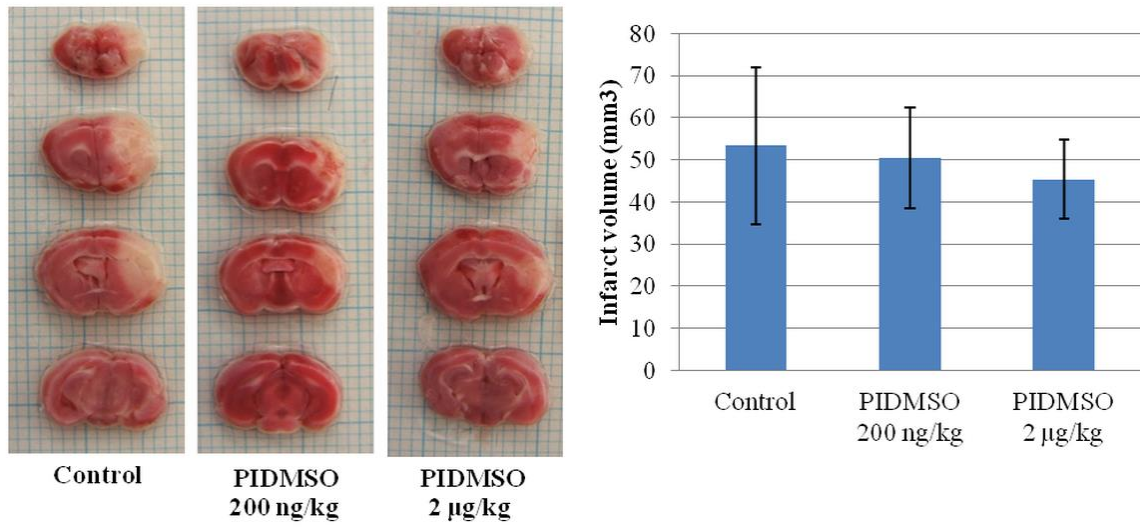 Control
PIDMSO
200 ng/kg
PIDMSO
2 µg/kg
Infarct volume (mm3)
80
70
60
50
40
30
20
10
0
Control
PIDMSO
200 ng/kg
PIDMSO
2 µg/kg